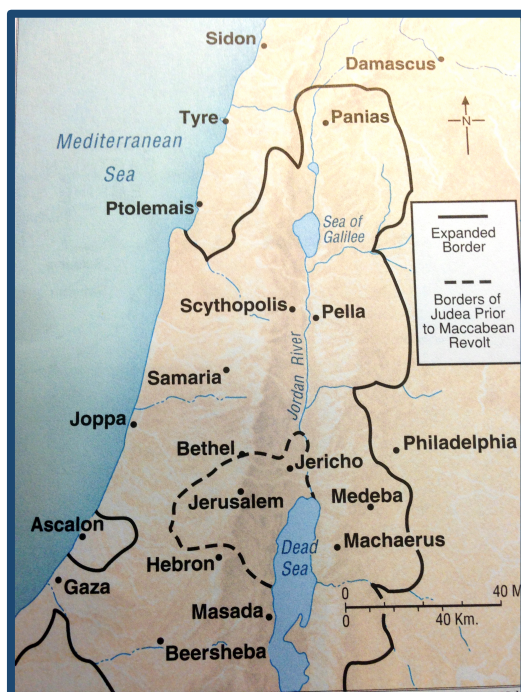 Sidon
Damascus
Tyre
Panias
N
Mediterranean
Sea
Ptolemais
Sea of
Galilee
Expanded
Border
Borders of
Judea Prior
to Maccabean
Revolt
Scythopolis
Pella
Jordan River
Samaria
Joppa
Bethel
Philadelphia
Jericho
Jerusalem
Medeba
Ascalon
Dead
Sea
Machaerus
Hebron
Gaza
0 40 M
0 40 Km.
Masada
Beersheba